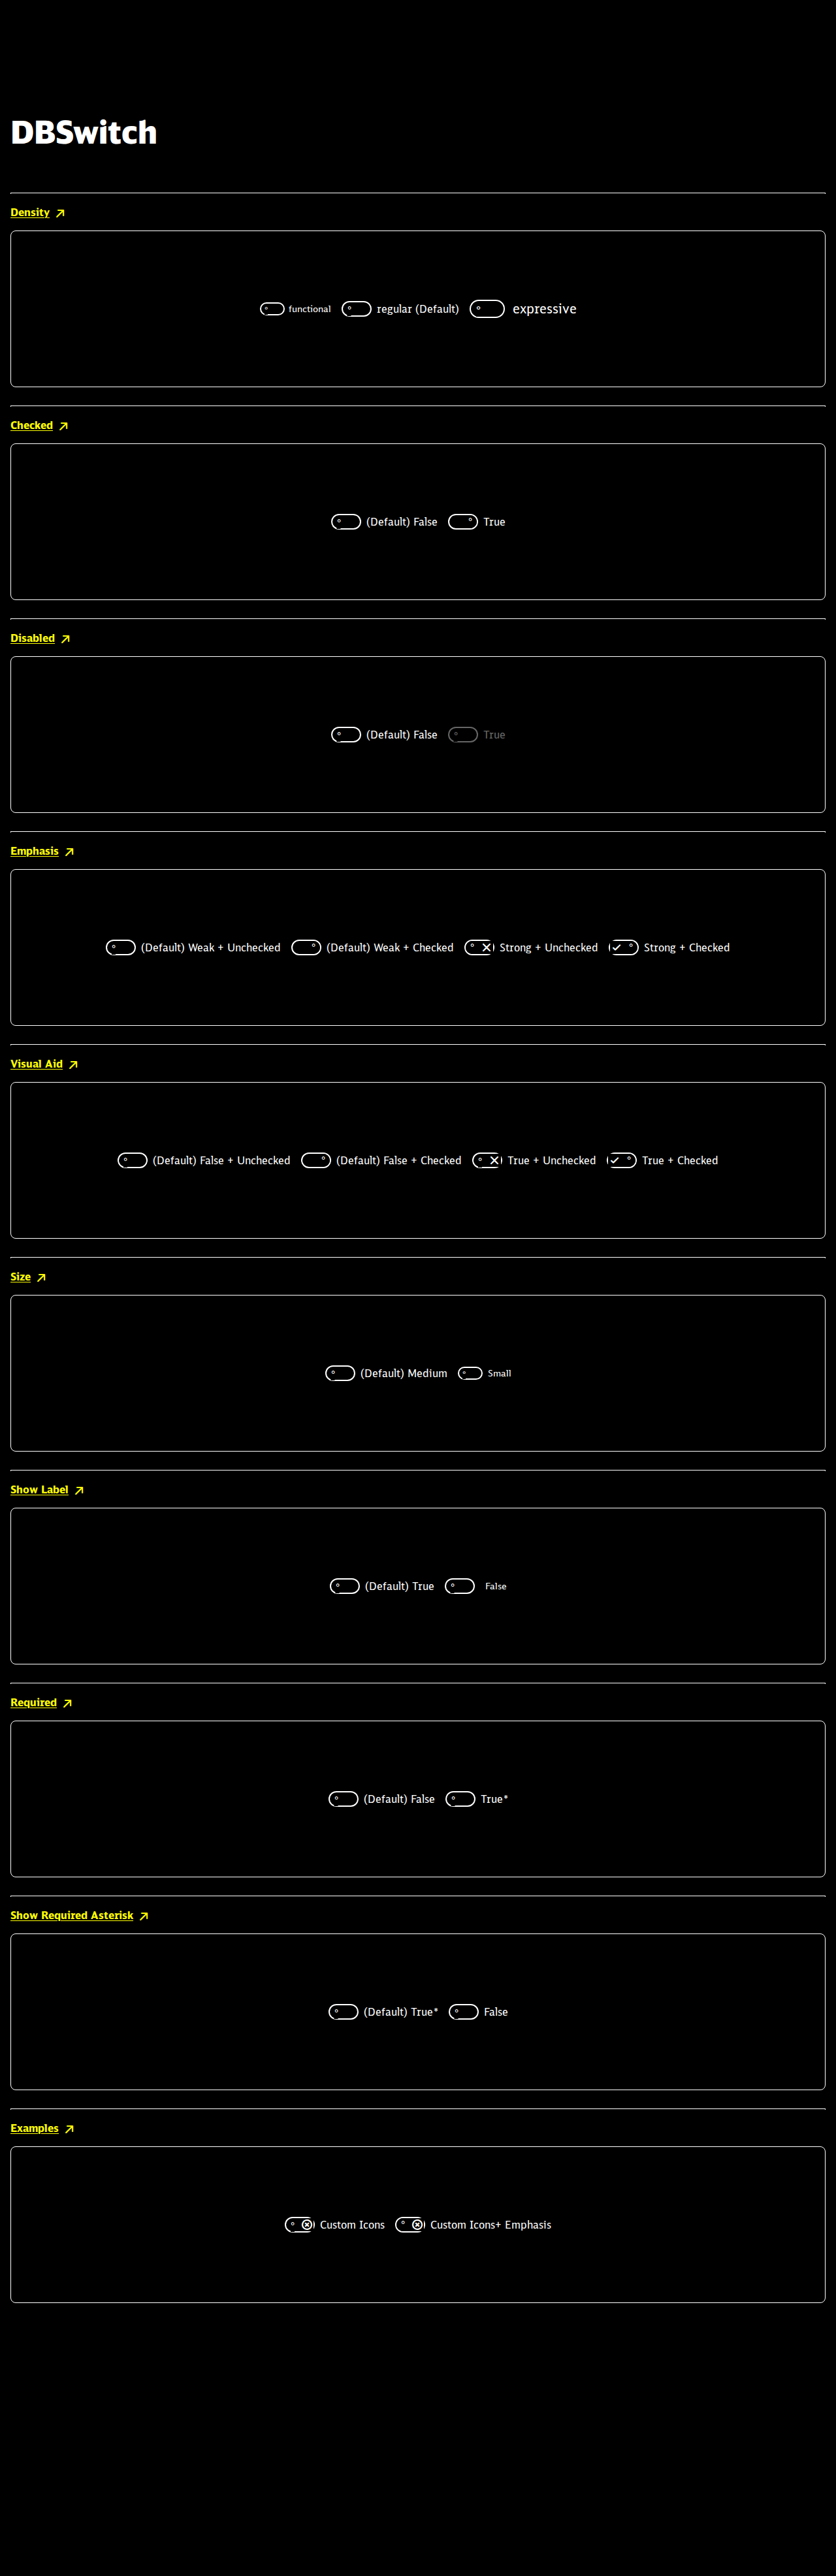 DBSwitch
Density
functional regular (Default) expressive
Checked
(Default) False True
Disabled
(Default) False True
Emphasis
(Default) Weak + Unchecked (Default) Weak + Checked Strong + Unchecked Strong + Checked
Visual Aid
(Default) False + Unchecked (Default) False + Checked True + Unchecked True + Checked
Size
(Default) Medium Small
Show Label
(Default) True False
Required
(Default) False True*
Show Required Asterisk
(Default) True* False
Examples
Custom Icons Custom Icons+ Emphasis